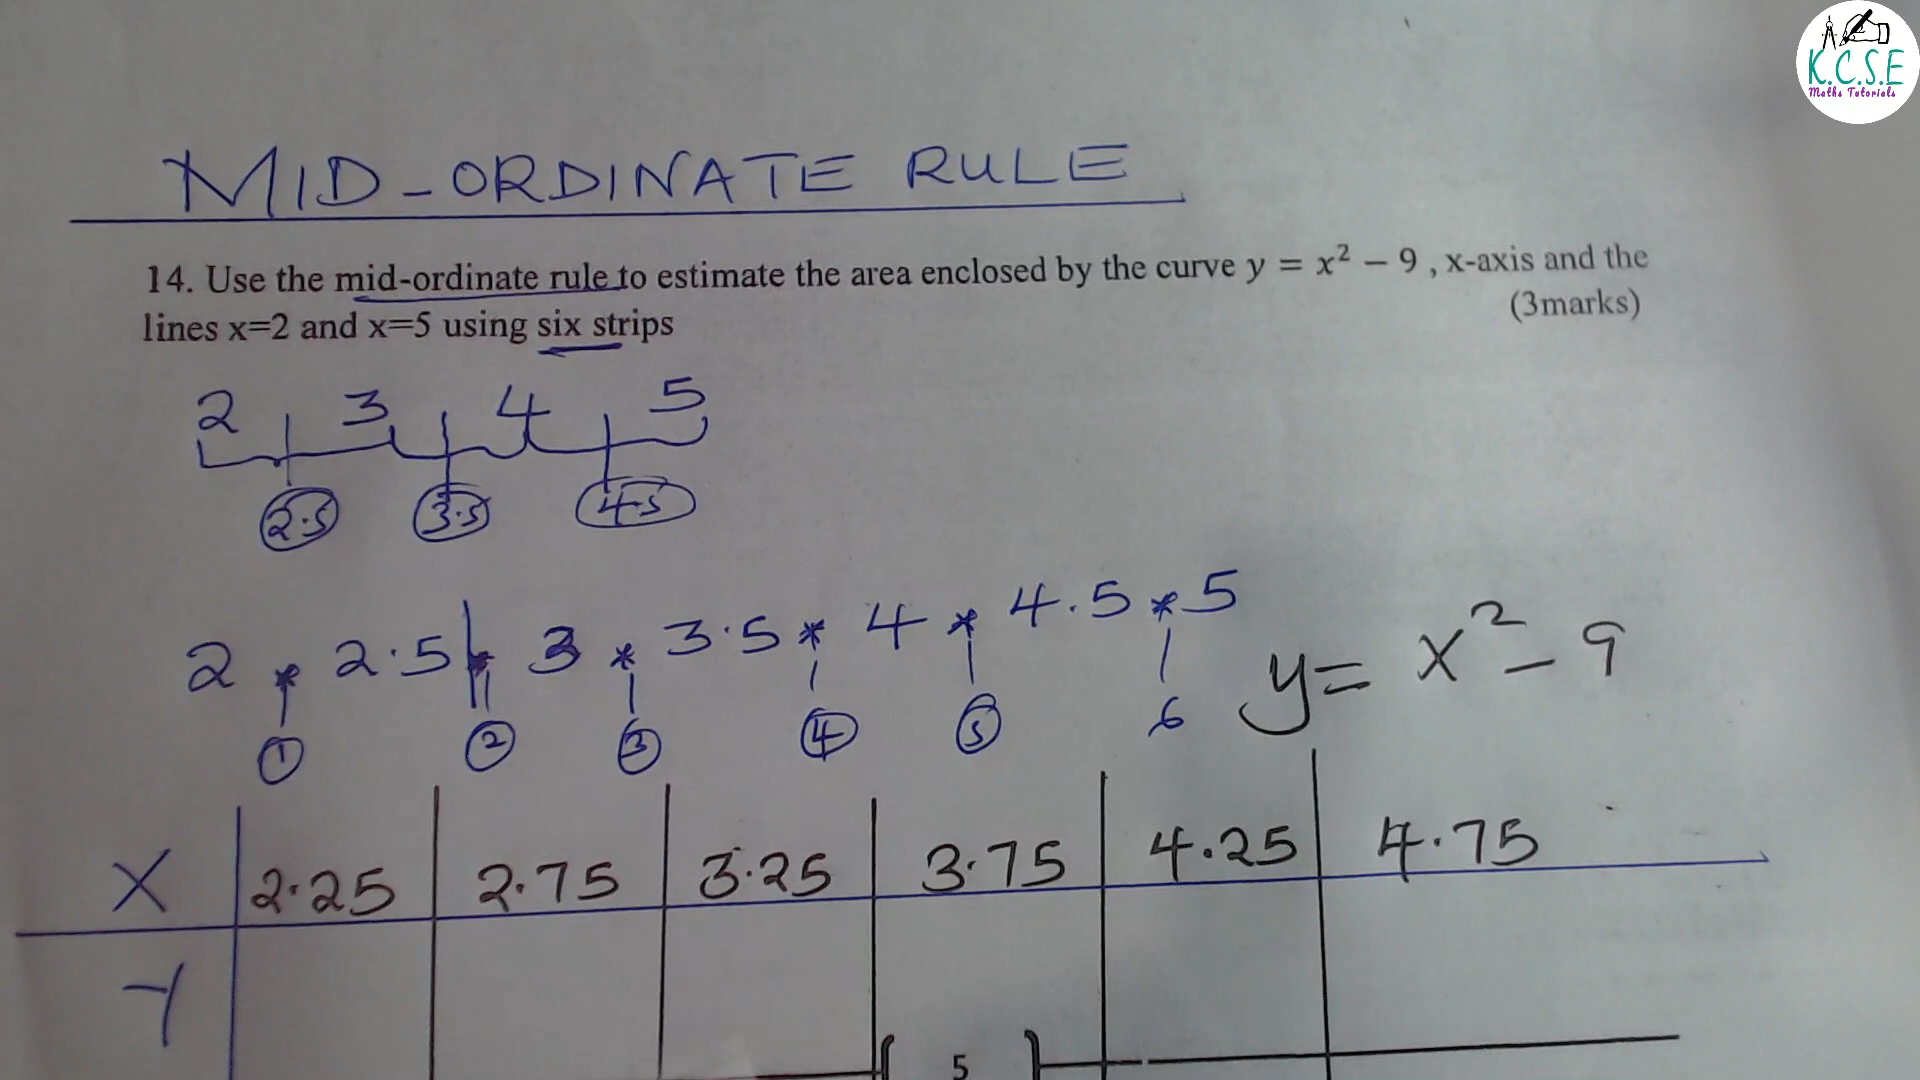 K.C.S.E
Maths Tutorials
MID-ORDINATE RULE
14. Use the mid-ordinate rule to estimate the area enclosed by the curve y = x² − 9 , x-axis and the
(3marks)
lines x=2 and x=5 using six strips
2 3 4 5
2.5 3.5 4.5
2 * 2.5 * 3 * 3.5 * 4 * 4.5 * 5
y = x² - 9
1 2 3 4 5 6
X 2.25 2.75 3.25 3.75 4.25 4.75
Y
5